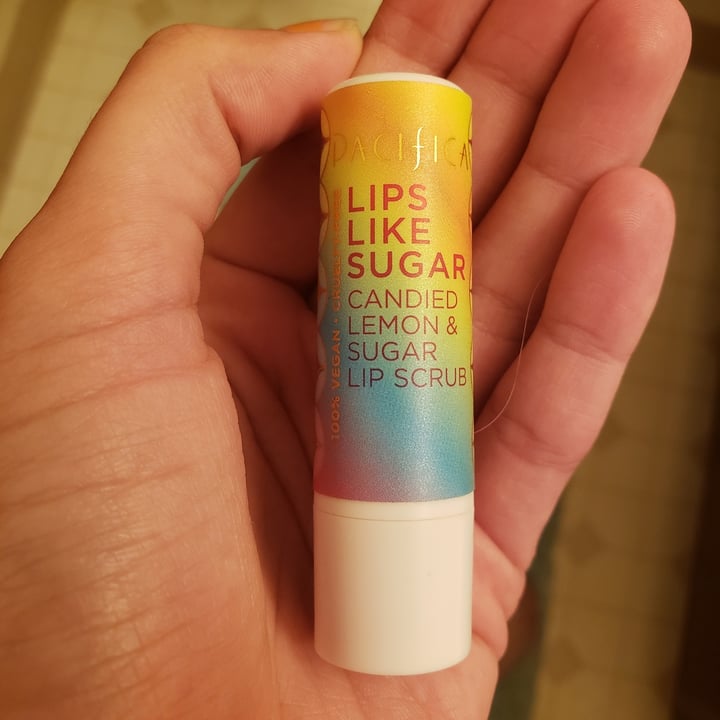 PACIFICA
LIPS
LIKE
SUGAR
CANDIED
LEMON &
SUGAR
LIP SCRUB
100% VEGAN